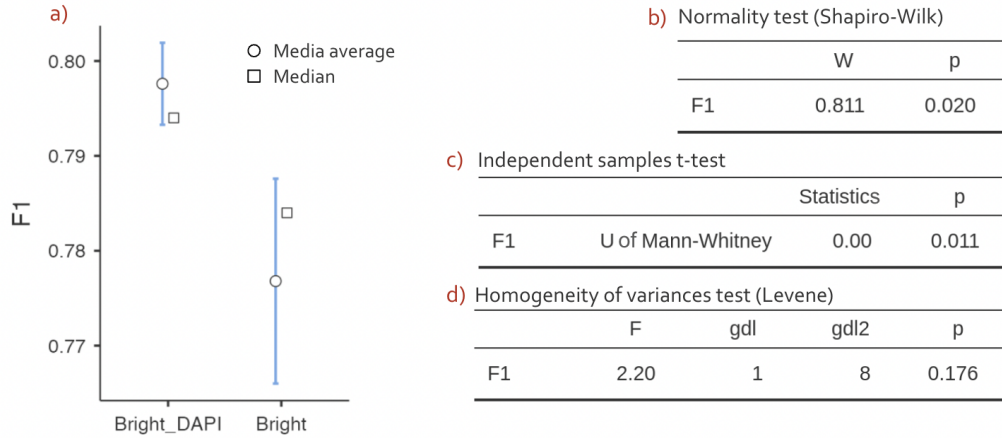 a)
0.80
0.79
0.78
0.77
F1
Bright_DAPI Bright
Media average
Median
b) Normality test (Shapiro-Wilk)
W p
F1 0.811 0.020
c) Independent samples t-test
Statistics p
F1 U of Mann-Whitney 0.00 0.011
d) Homogeneity of variances test (Levene)
F gdl gdl2 p
F1 2.20 1 8 0.176